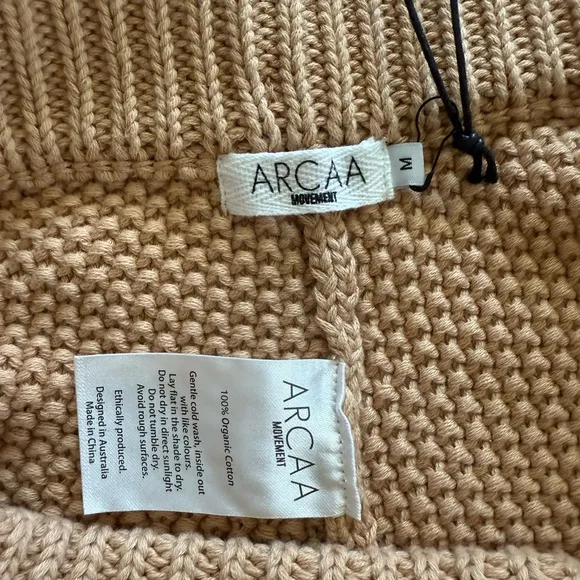 ARCAA
MOVEMENT
M
ARCAA
MOVEMENT
100% Organic Cotton
Gentle cold wash, inside out
with like colours.
Lay flat in the shade to dry.
Do not dry in direct sunlight
Do not tumble dry.
Avoid rough surfaces.
Ethically produced.
Designed in Australia
Made in China